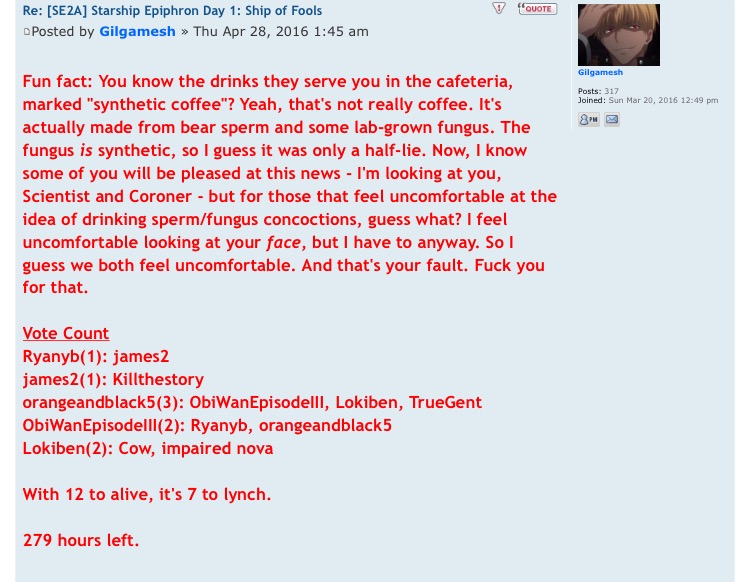 Re: [SE2A] Starship Epiphron Day 1: Ship of Fools
QUOTE
Posted by Gilgamesh » Thu Apr 28, 2016 1:45 am
Gilgamesh
Posts: 317
Joined: Sun Mar 20, 2016 12:49 pm
PM
Fun fact: You know the drinks they serve you in the cafeteria,
marked "synthetic coffee"? Yeah, that's not really coffee. It's
actually made from bear sperm and some lab-grown fungus. The
fungus is synthetic, so I guess it was only a half-lie. Now, I know
some of you will be pleased at this news - I'm looking at you,
Scientist and Coroner - but for those that feel uncomfortable at the
idea of drinking sperm/fungus concoctions, guess what? I feel
uncomfortable looking at your face, but I have to anyway. So I
guess we both feel uncomfortable. And that's your fault. Fuck you
for that.
Vote Count
Ryanyb(1): james2
james2(1): Killthestory
orangeandblack5(3): ObiWanEpisodeIII, Lokiben, TrueGent
ObiWanEpisodeIII(2): Ryanyb, orangeandblack5
Lokiben(2): Cow, impaired nova
With 12 to alive, it's 7 to lynch.
279 hours left.